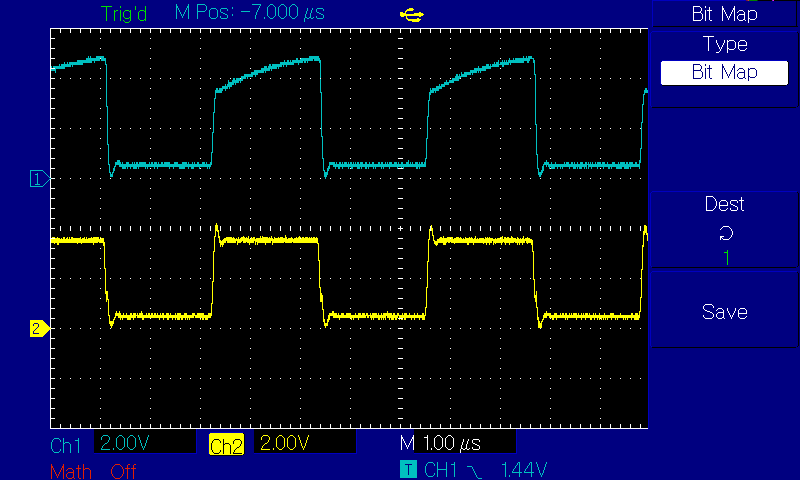 Trig'd M Pos: -7.000 μs
Bit Map
Type
Bit Map
1
Dest
1
2
Save
Ch1 2.00V Ch2 2.00V M 1.00 μs
Math Off T CH1 1.44V